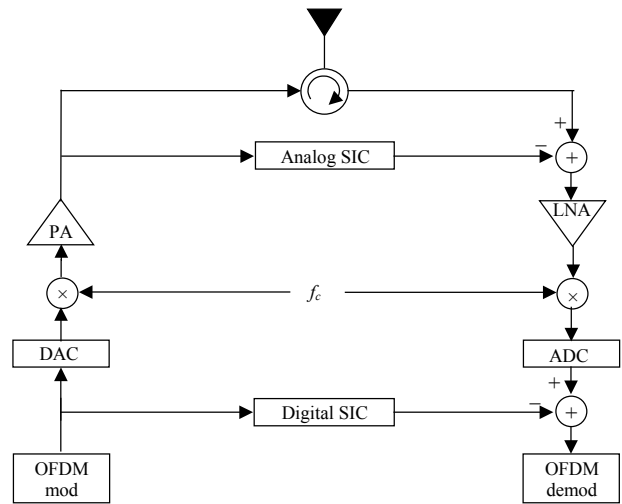 +
−
Analog SIC
+
PA
LNA
×
f_c
×
DAC
ADC
+
−
Digital SIC
+
OFDM
mod
OFDM
demod